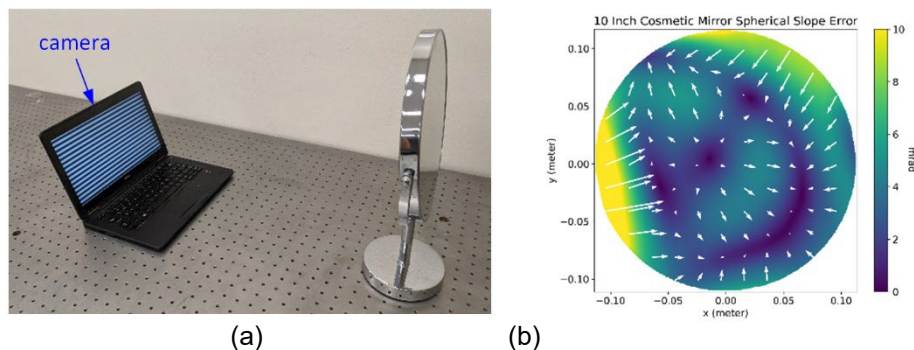 camera
10 Inch Cosmetic Mirror Spherical Slope Error
10
0.10
8
0.05
6
y (meter)
0.00
mrad
4
−0.05
2
−0.10
0
−0.10 −0.05 0.00 0.05 0.10
x (meter)
(a) (b)